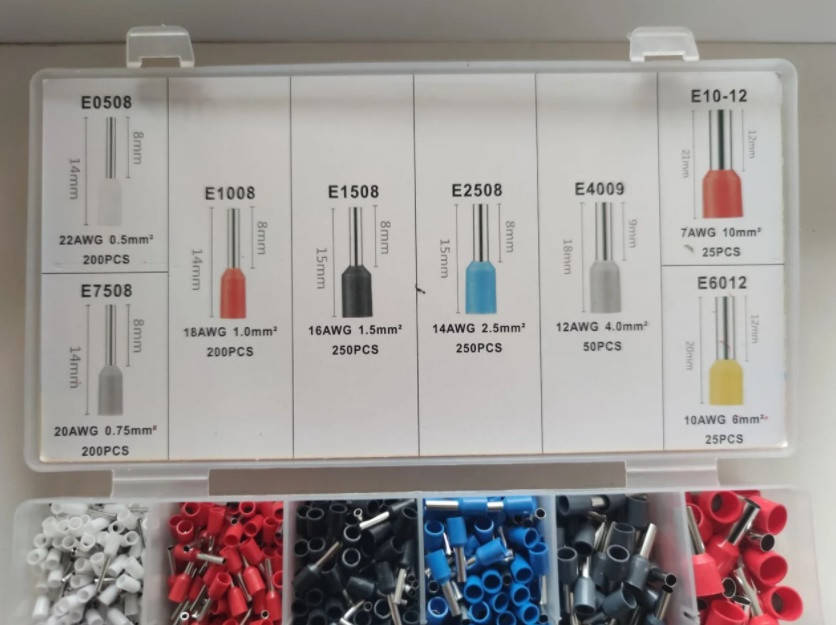 E0508
8mm
14mm
22AWG 0.5mm²
200PCS
E7508
8mm
14mm
20AWG 0.75mm²
200PCS
E1008
8mm
14mm
18AWG 1.0mm²
200PCS
E1508
8mm
15mm
16AWG 1.5mm²
250PCS
E2508
8mm
15mm
14AWG 2.5mm²
250PCS
E4009
9mm
18mm
12AWG 4.0mm²
50PCS
E10-12
12mm
21mm
7AWG 10mm²
25PCS
E6012
12mm
20mm
10AWG 6mm²
25PCS